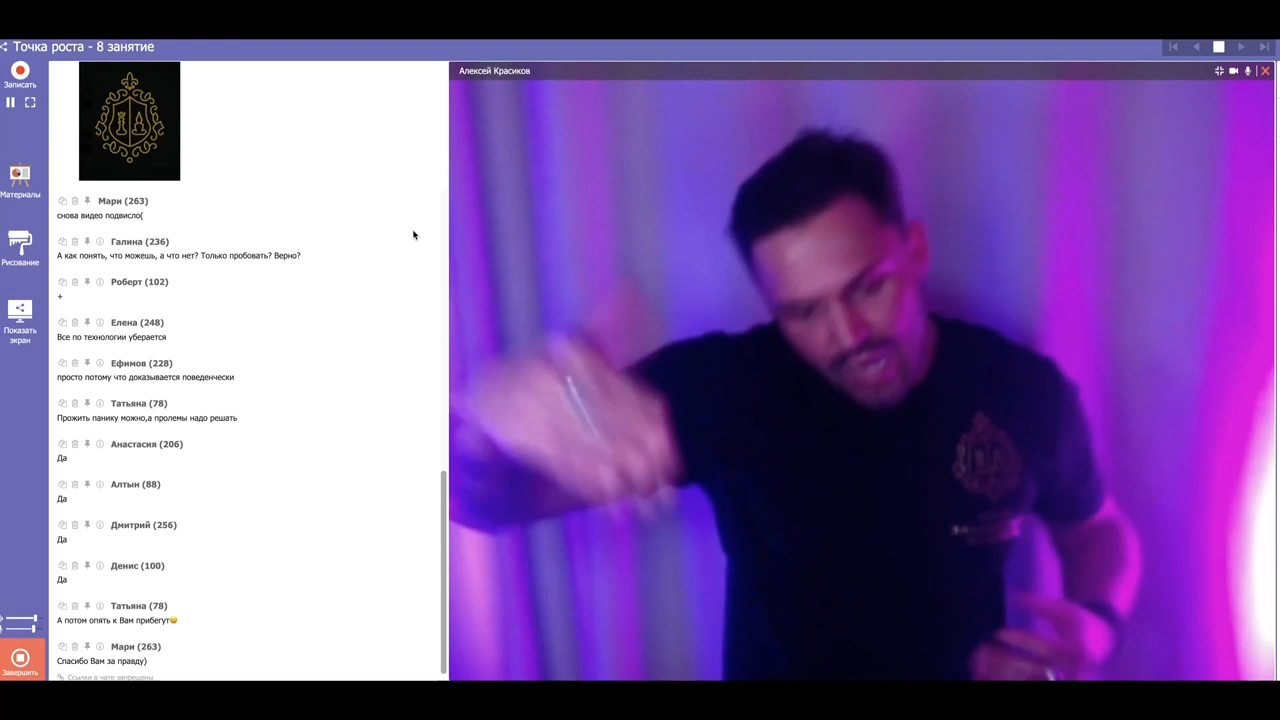 Точка роста - 8 занятие
Записать
Материалы
Рисование
Показать
экран
Завершить
Мари (263)
снова видео подвисло(
Галина (236)
А как понять, что можешь, а что нет? Только пробовать? Верно?
Роберт (102)
+
Елена (248)
Все по технологии уберается
Ефимов (228)
просто потому что доказывается поведенчески
Татьяна (78)
Прожить панику можно,а пролемы надо решать
Анастасия (206)
Да
Алтын (88)
Да
Дмитрий (256)
Да
Денис (100)
Да
Татьяна (78)
А потом опять к Вам прибегут😀
Мари (263)
Спасибо Вам за правду)
Ссылки в чате запрещены
Алексей Красиков